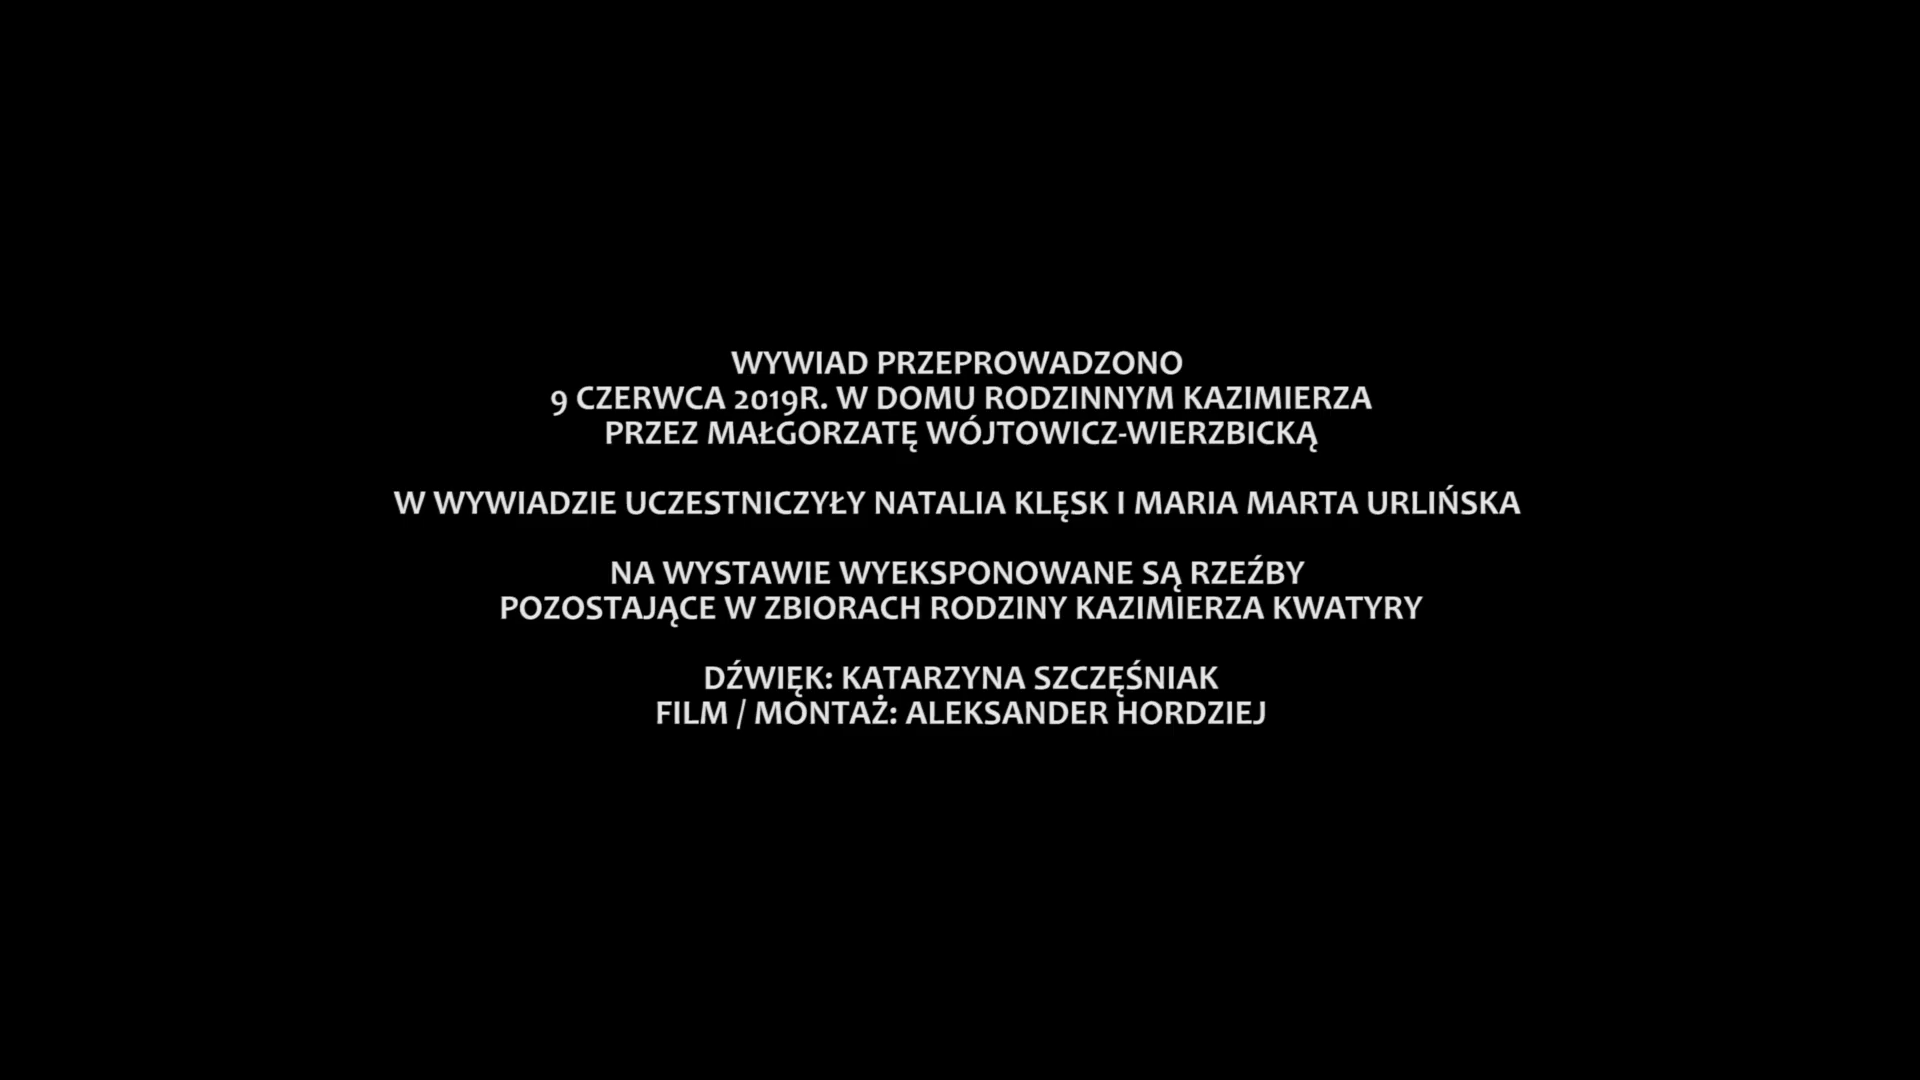 WYWIAD PRZEPROWADZONO
9 CZERWCA 2019R. W DOMU RODZINNYM KAZIMIERZA
PRZEZ MAŁGORZATĘ WÓJTOWICZ-WIERZBICKĄ
W WYWIADZIE UCZESTNICZYŁY NATALIA KLĘSK I MARIA MARTA URLIŃSKA
NA WYSTAWIE WYEKSPONOWANE SĄ RZEŹBY
POZOSTAJĄCE W ZBIORACH RODZINY KAZIMIERZA KWATYRY
DŹWIĘK: KATARZYNA SZCZĘŚNIAK
FILM / MONTAŻ: ALEKSANDER HORDZIEJ